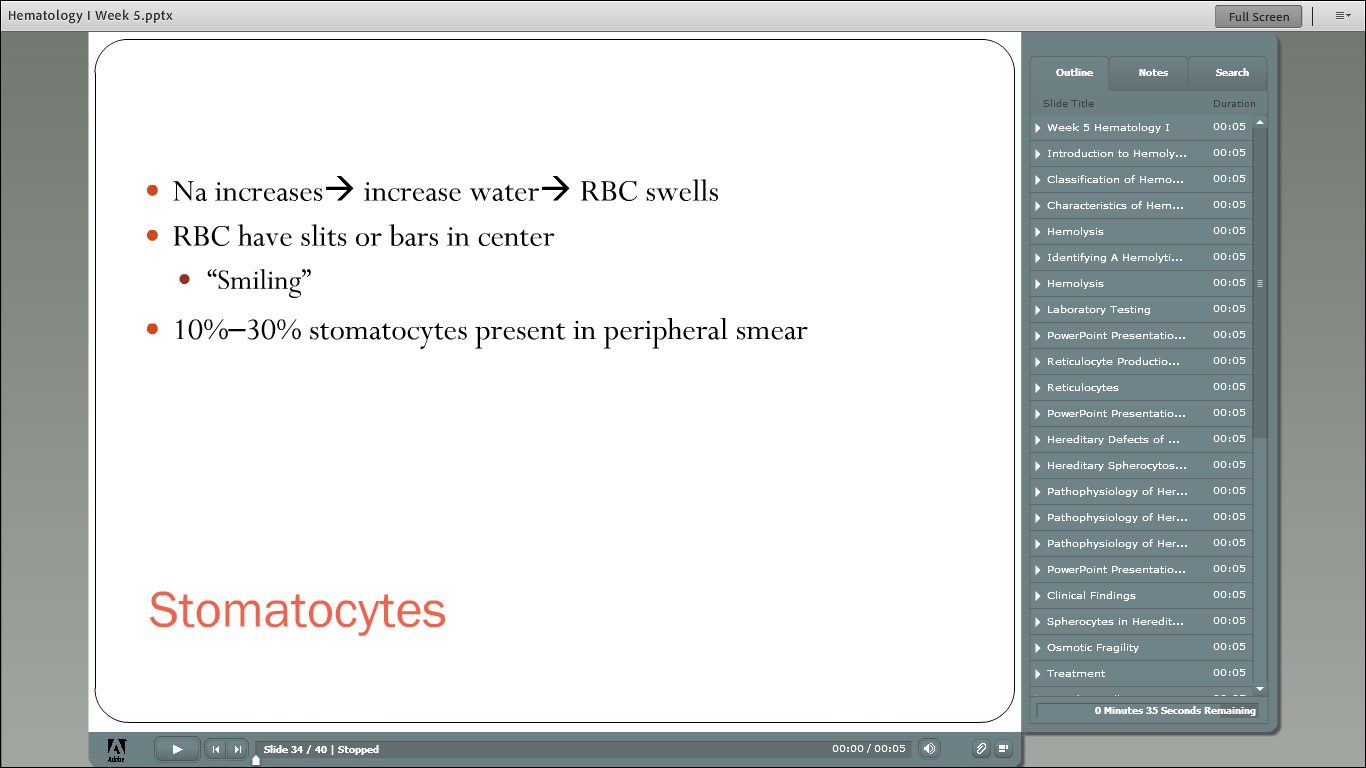 Hematology I Week 5.pptx
Full Screen
• Na increases→ increase water→ RBC swells
• RBC have slits or bars in center
• “Smiling”
• 10%–30% stomatocytes present in peripheral smear
Stomatocytes
Outline Notes Search
Slide Title Duration
Week 5 Hematology I 00:05
Introduction to Hemoly... 00:05
Classification of Hemo... 00:05
Characteristics of Hem... 00:05
Hemolysis 00:05
Identifying A Hemolyti... 00:05
Hemolysis 00:05
Laboratory Testing 00:05
PowerPoint Presentatio... 00:05
Reticulocyte Productio... 00:05
Reticulocytes 00:05
PowerPoint Presentatio... 00:05
Hereditary Defects of ... 00:05
Hereditary Spherocytos... 00:05
Pathophysiology of Her... 00:05
Pathophysiology of Her... 00:05
Pathophysiology of Her... 00:05
PowerPoint Presentatio... 00:05
Clinical Findings 00:05
Spherocytes in Heredit... 00:05
Osmotic Fragility 00:05
Treatment 00:05
0 Minutes 35 Seconds Remaining
Adobe
Slide 34 / 40 | Stopped
00:00 / 00:05